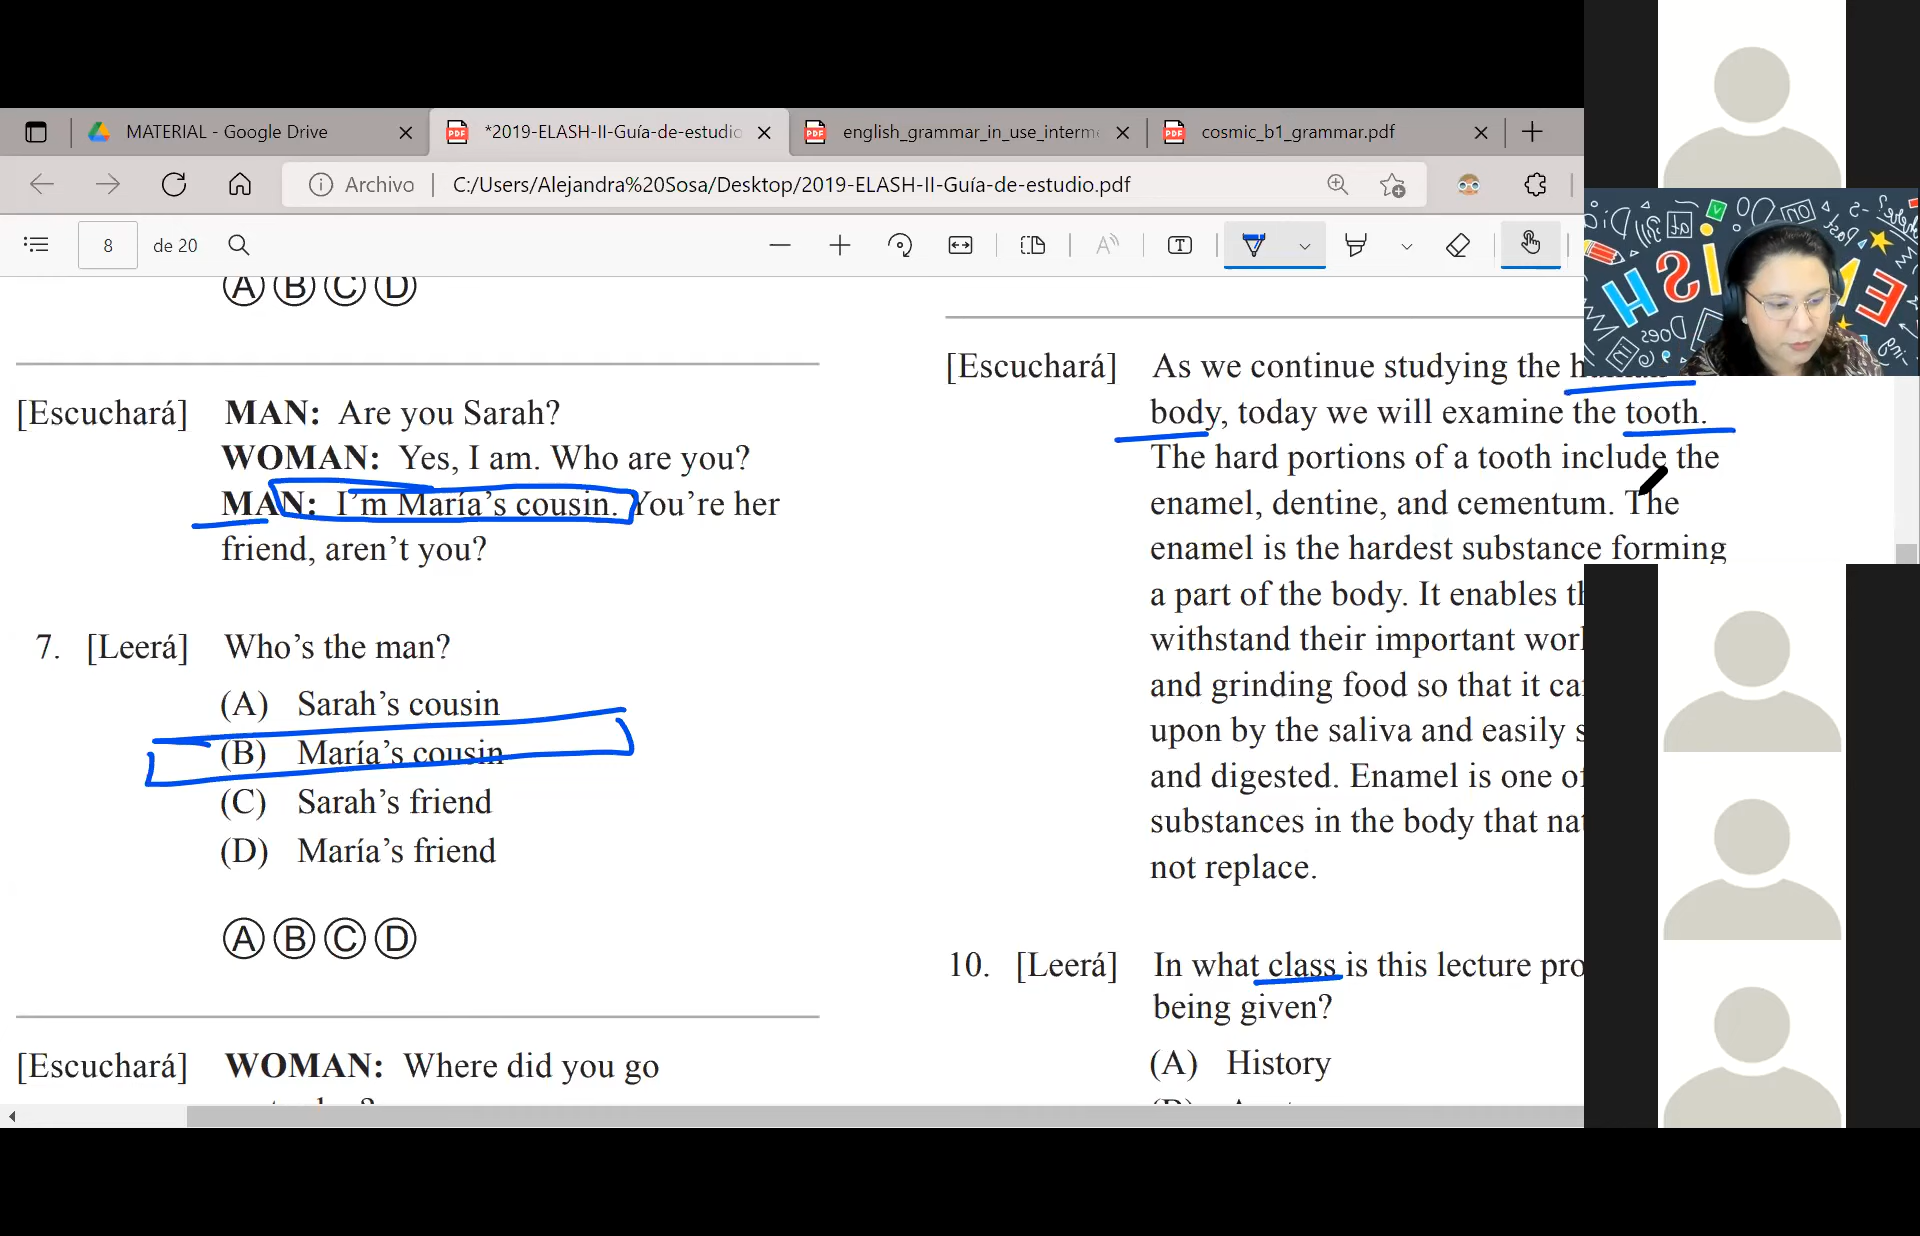 MATERIAL - Google Drive
*2019-ELASH-II-Guía-de-estudio
english_grammar_in_use_interme
cosmic_b1_grammar.pdf
Archivo
C:/Users/Alejandra%20Sosa/Desktop/2019-ELASH-II-Guía-de-estudio.pdf
8 de 20
A B C D
[Escuchará] MAN: Are you Sarah?
WOMAN: Yes, I am. Who are you?
MAN: I'm María's cousin. You're her
friend, aren't you?
7. [Leerá] Who's the man?
(A) Sarah's cousin
(B) María's cousin
(C) Sarah's friend
(D) María's friend
A B C D
[Escuchará] WOMAN: Where did you go
[Escuchará] As we continue studying the
body, today we will examine the tooth.
The hard portions of a tooth include the
enamel, dentine, and cementum. The
enamel is the hardest substance forming
a part of the body. It enables
withstand their important
and grinding food so that it
upon by the saliva and easily
and digested. Enamel is one of
substances in the body that
not replace.
10. [Leerá] In what class is this lecture
being given?
(A) History